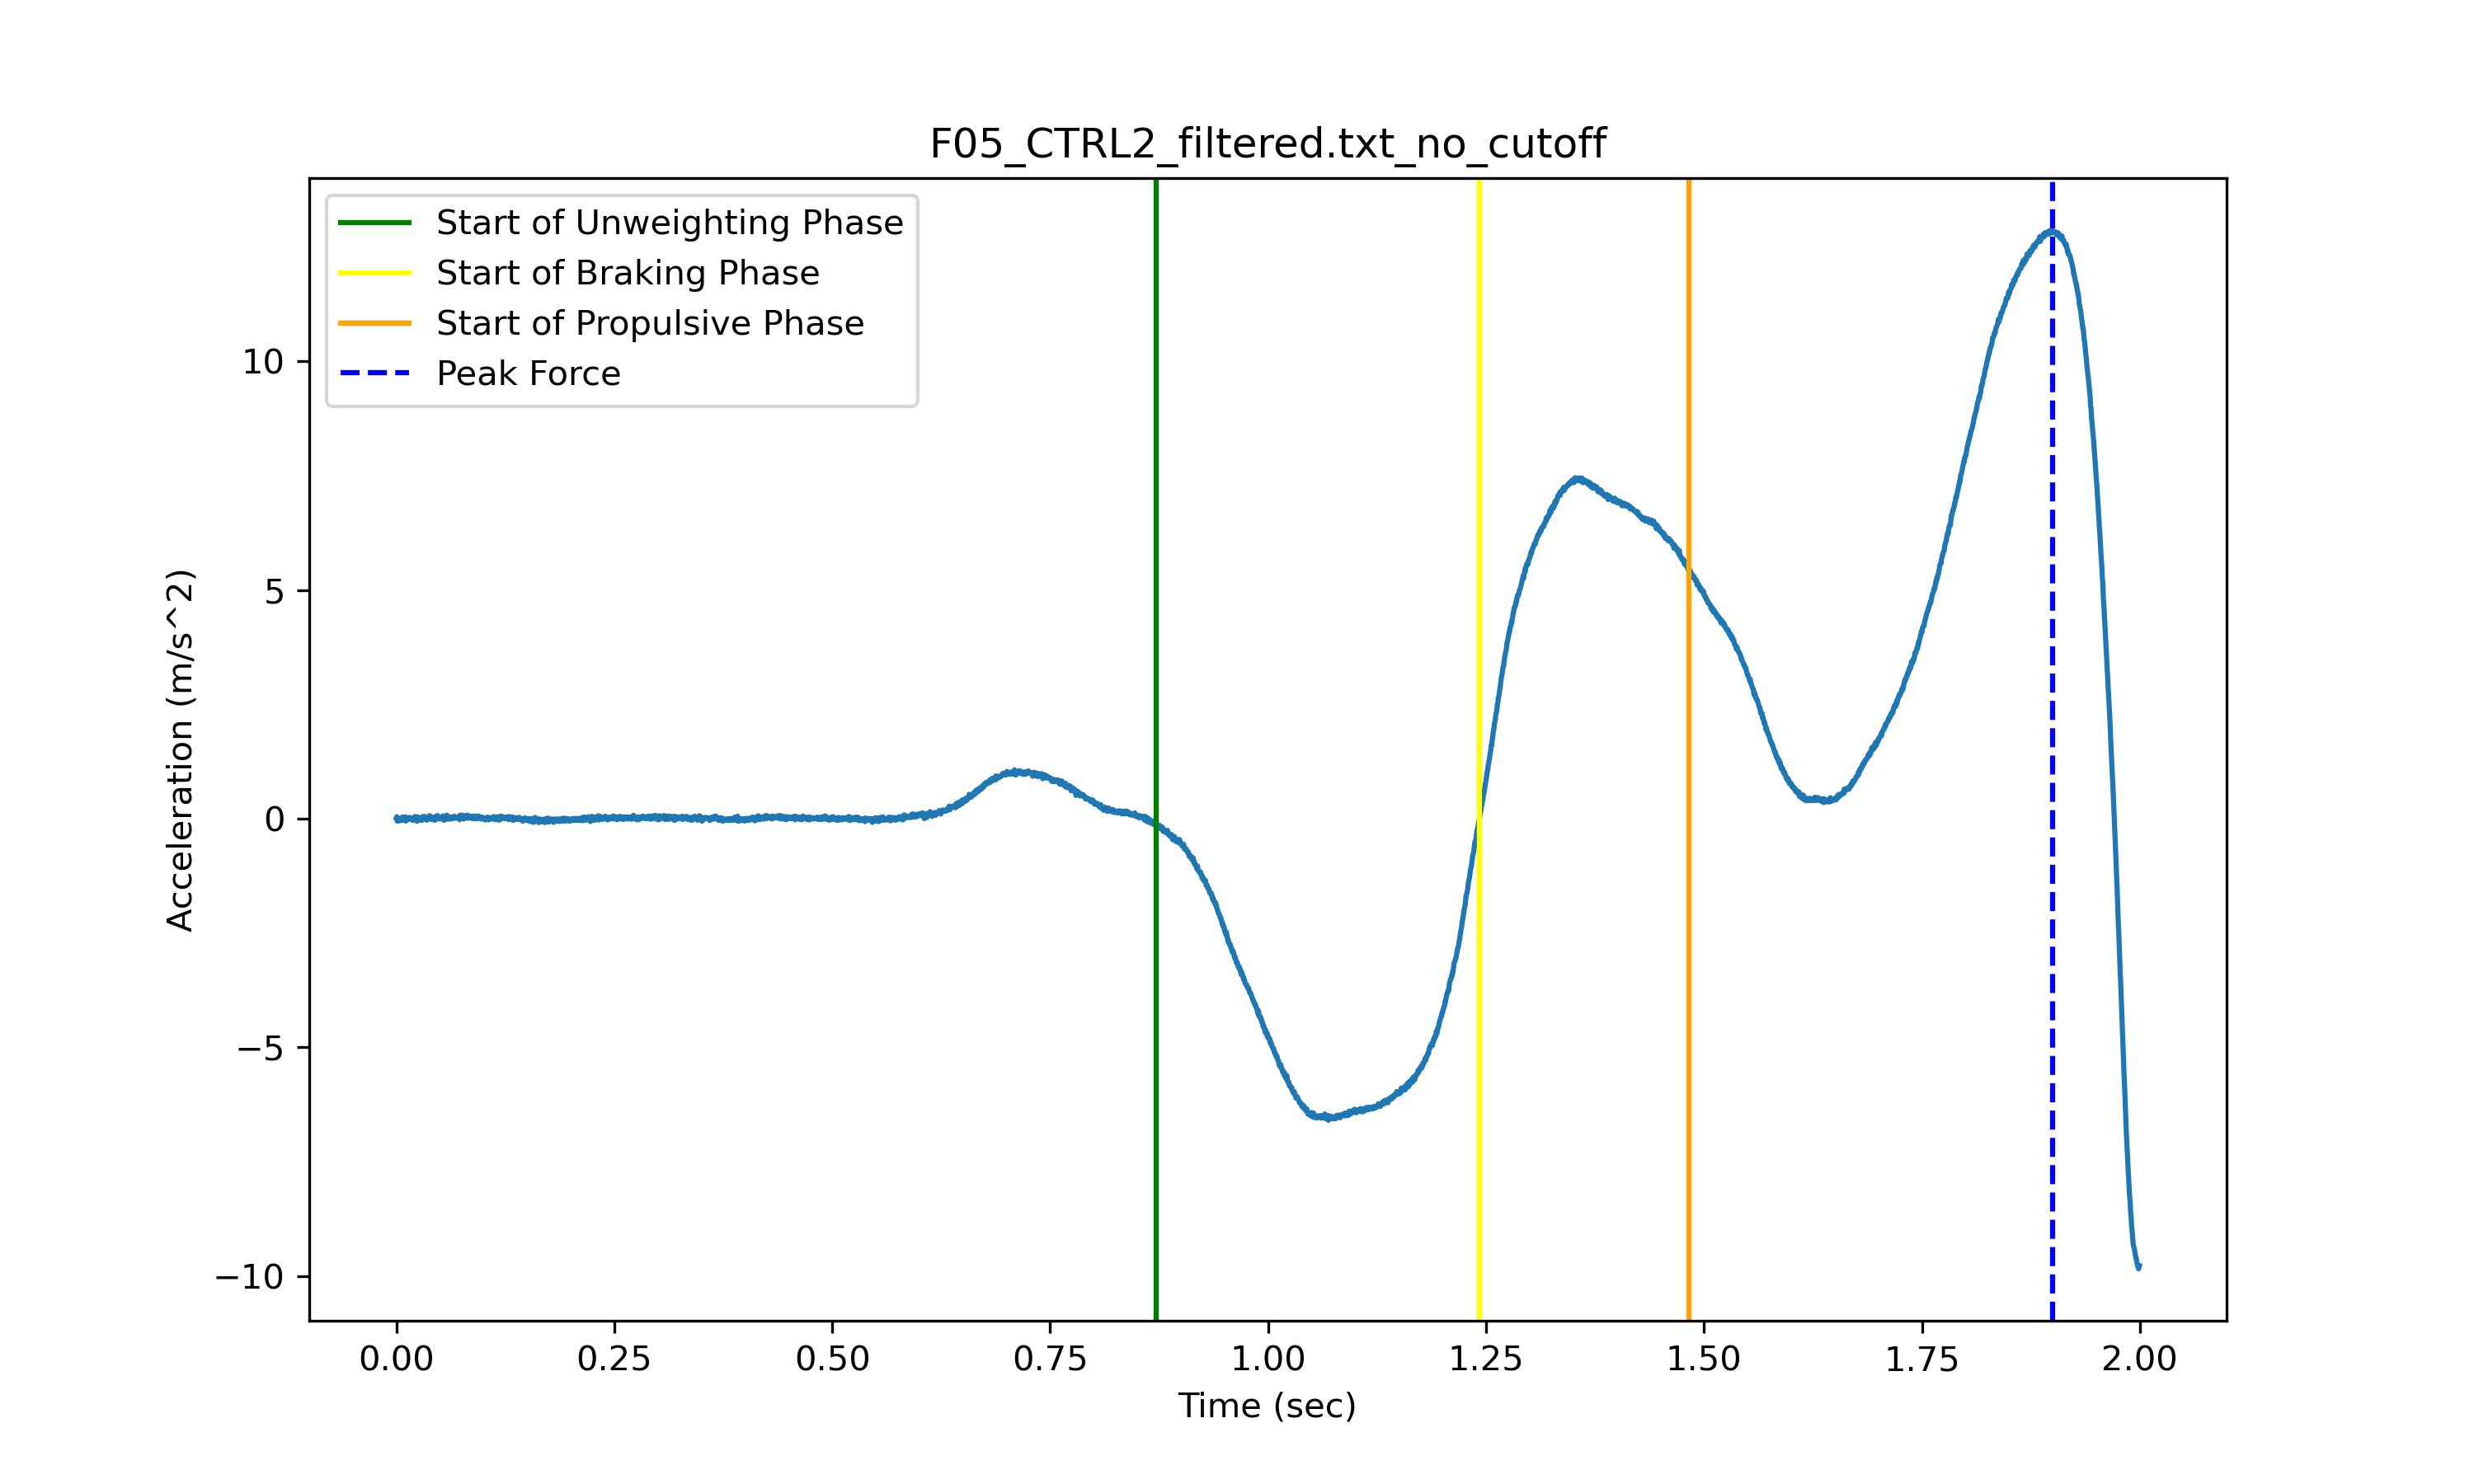 F05_CTRL2_filtered.txt_no_cutoff
Start of Unweighting Phase
Start of Braking Phase
Start of Propulsive Phase
Peak Force
10
5
0
−5
−10
Acceleration (m/s^2)
0.00 0.25 0.50 0.75 1.00 1.25 1.50 1.75 2.00
Time (sec)